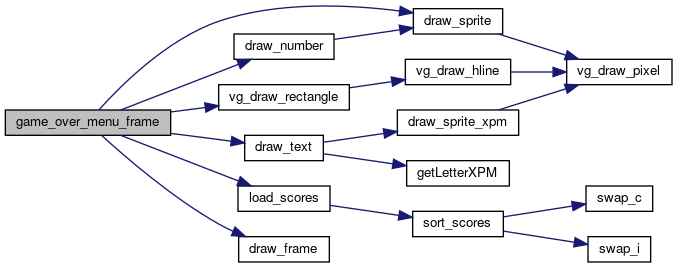 game_over_menu_frame
draw_sprite
draw_number
vg_draw_hline
vg_draw_pixel
vg_draw_rectangle
draw_sprite_xpm
draw_text
getLetterXPM
load_scores
swap_c
sort_scores
draw_frame
swap_i